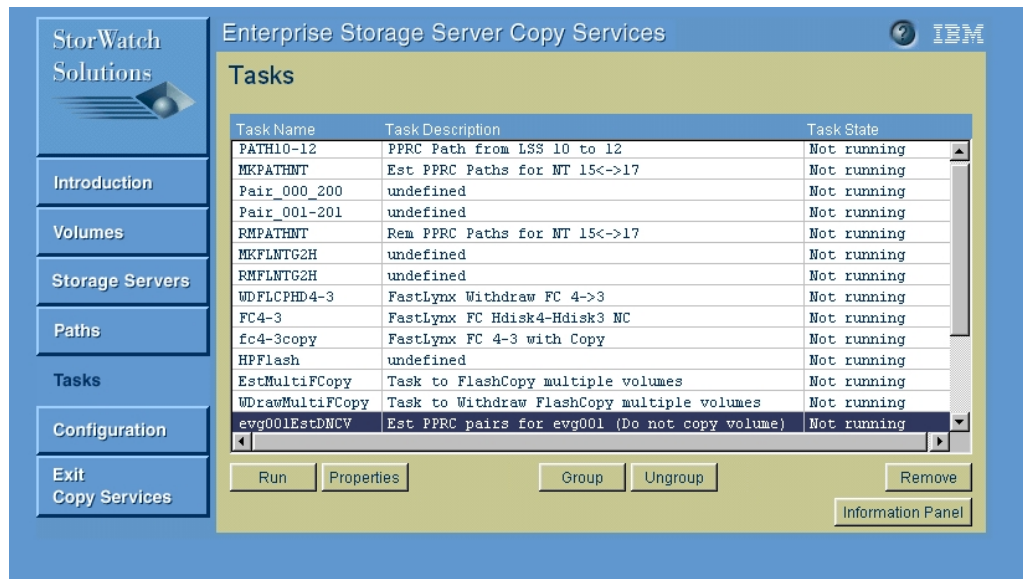 StorWatch
Solutions
Enterprise Storage Server Copy Services
?
IBM
Tasks
Introduction
Volumes
Storage Servers
Paths
Tasks
Configuration
Exit
Copy Services
Task Name Task Description Task State
PATH10-12 PPRC Path from LSS 10 to 12 Not running
MKPATHNT Est PPRC Paths for NT 15<->17 Not running
Pair_000_200 undefined Not running
Pair_001-201 undefined Not running
RMPATHNT Rem PPRC Paths for NT 15<->17 Not running
MKFLNTG2H undefined Not running
RMFLNTG2H undefined Not running
WDFLCPHD4-3 FastLynx Withdraw FC 4->3 Not running
FC4-3 FastLynx FC Hdisk4-Hdisk3 NC Not running
fc4-3copy FastLynx FC 4-3 with Copy Not running
HPFlash undefined Not running
EstMultiFCopy Task to FlashCopy multiple volumes Not running
WDrawMultiFCopy Task to Withdraw FlashCopy multiple volumes Not running
evg001EstDNCV Est PPRC pairs for evg001 (Do not copy volume) Not running
Run Properties Group Ungroup Remove
Information Panel